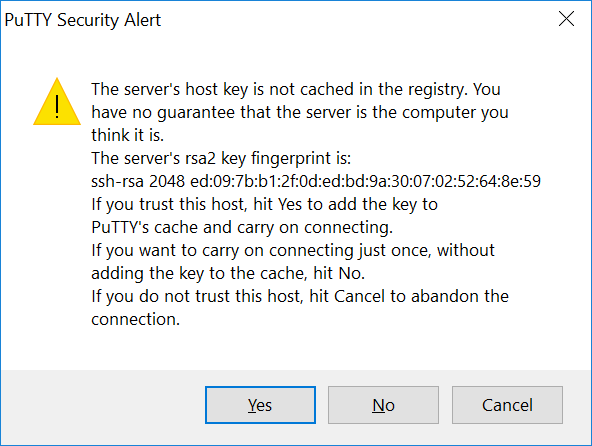 PuTTY Security Alert
The server's host key is not cached in the registry. You
have no guarantee that the server is the computer you
think it is.
The server's rsa2 key fingerprint is:
ssh-rsa 2048 ed:09:7b:b1:2f:0d:ed:bd:9a:30:07:02:52:64:8e:59
If you trust this host, hit Yes to add the key to
PuTTY's cache and carry on connecting.
If you want to carry on connecting just once, without
adding the key to the cache, hit No.
If you do not trust this host, hit Cancel to abandon the
connection.
Yes No Cancel